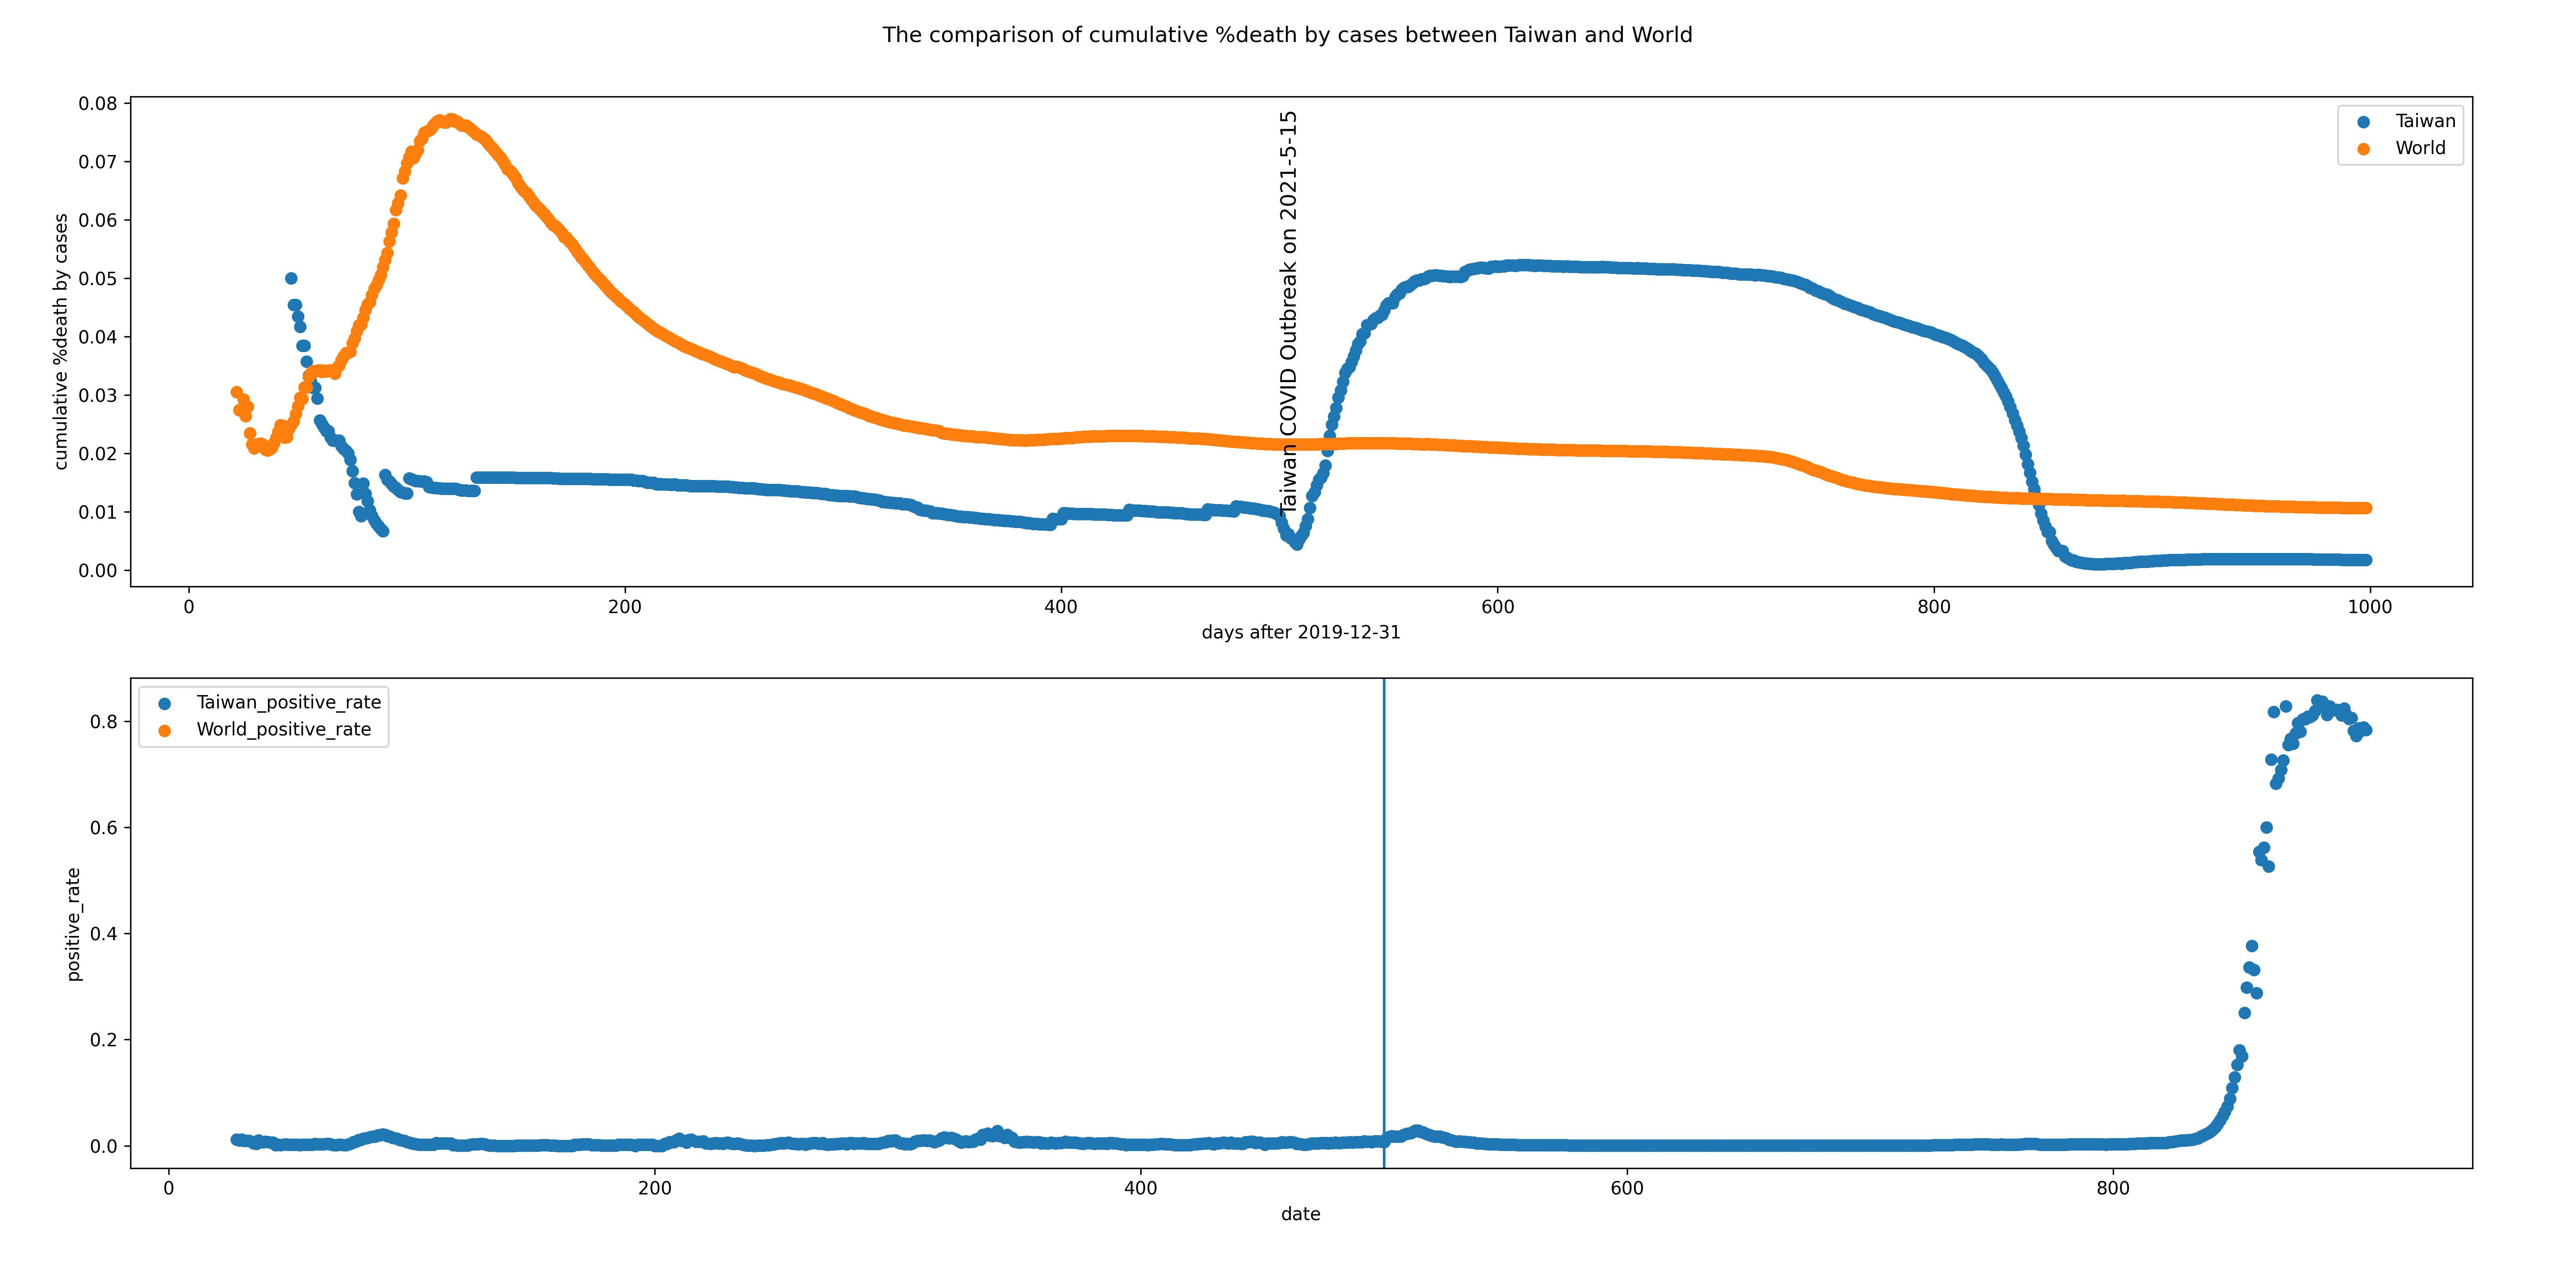 The comparison of cumulative %death by cases between Taiwan and World
0.08
0.07
0.06
0.05
0.04
0.03
0.02
0.01
0.00
cumulative %death by cases
Taiwan COVID Outbreak on 2021-5-15
Taiwan
World
0 200 400 600 800 1000
days after 2019-12-31
Taiwan_positive_rate
World_positive_rate
0.8
0.6
0.4
0.2
0.0
positive_rate
0 200 400 600 800
date